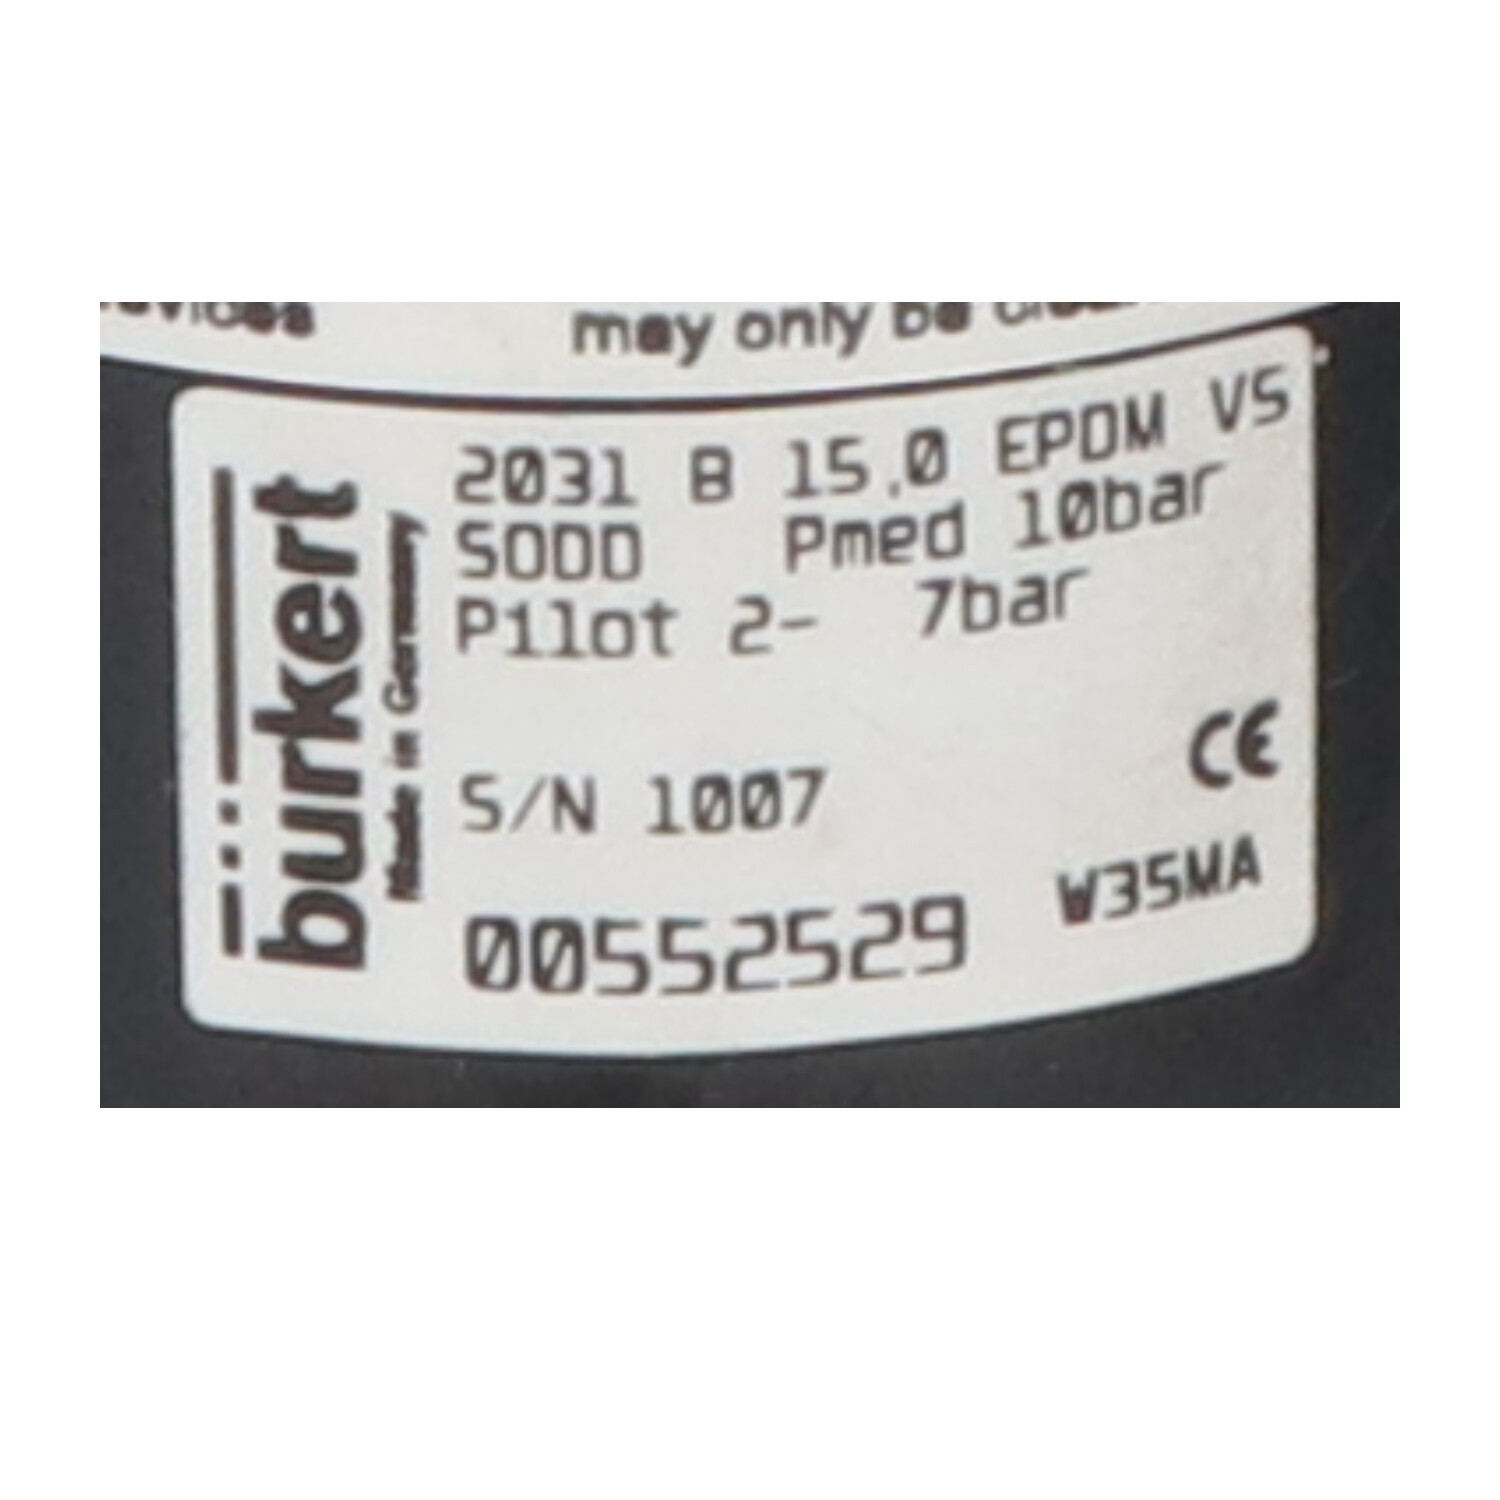 may only be
2031 B 15,0 EPDM VS
SODD Pmed 10bar
Pilot 2- 7bar
S/N 1007
CE
W35MA
00552529
bürkert
Made in Germany